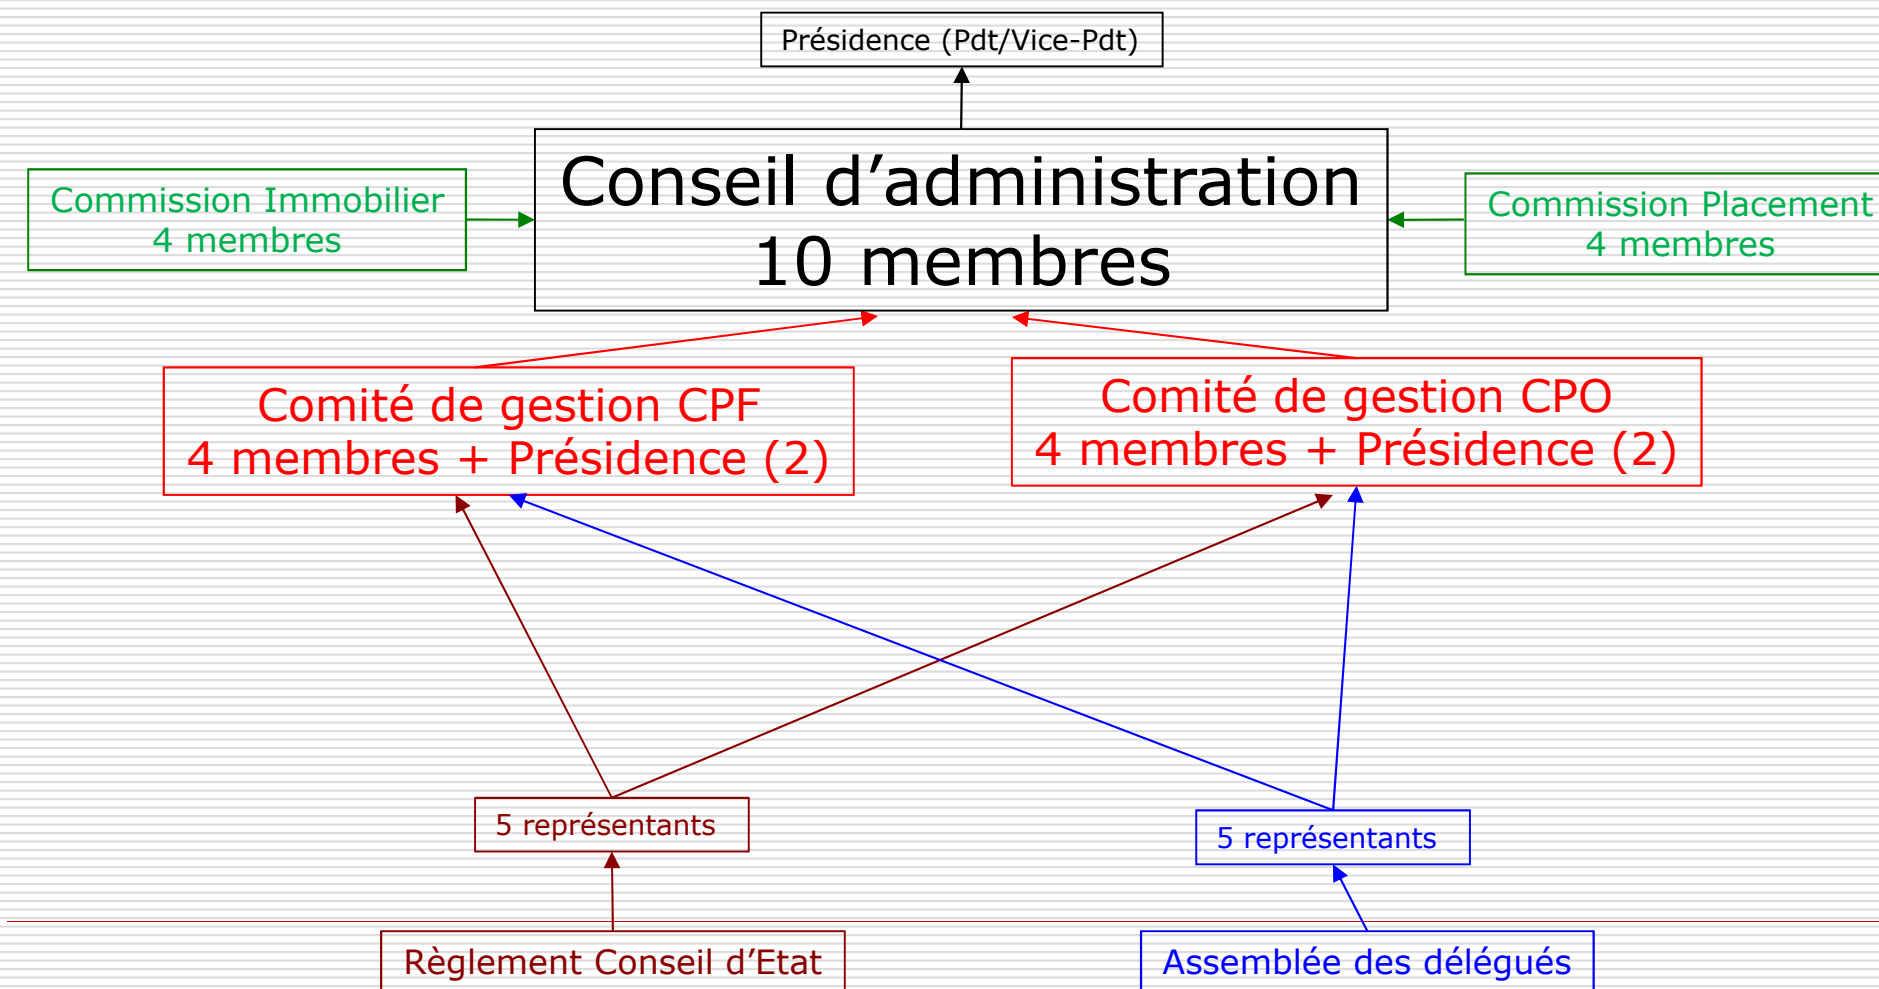 Présidence (Pdt/Vice-Pdt)
Conseil d’administration
10 membres
Commission Immobilier
4 membres
Commission Placement
4 membres
Comité de gestion CPF
4 membres + Présidence (2)
Comité de gestion CPO
4 membres + Présidence (2)
5 représentants
5 représentants
Règlement Conseil d’Etat
Assemblée des délégués